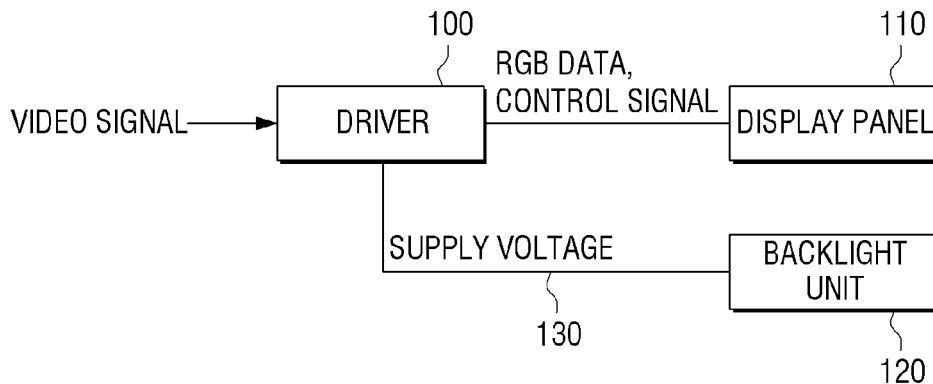 100
110
RGB DATA,
CONTROL SIGNAL
VIDEO SIGNAL
DRIVER
DISPLAY PANEL
SUPPLY VOLTAGE
BACKLIGHT
UNIT
130
120